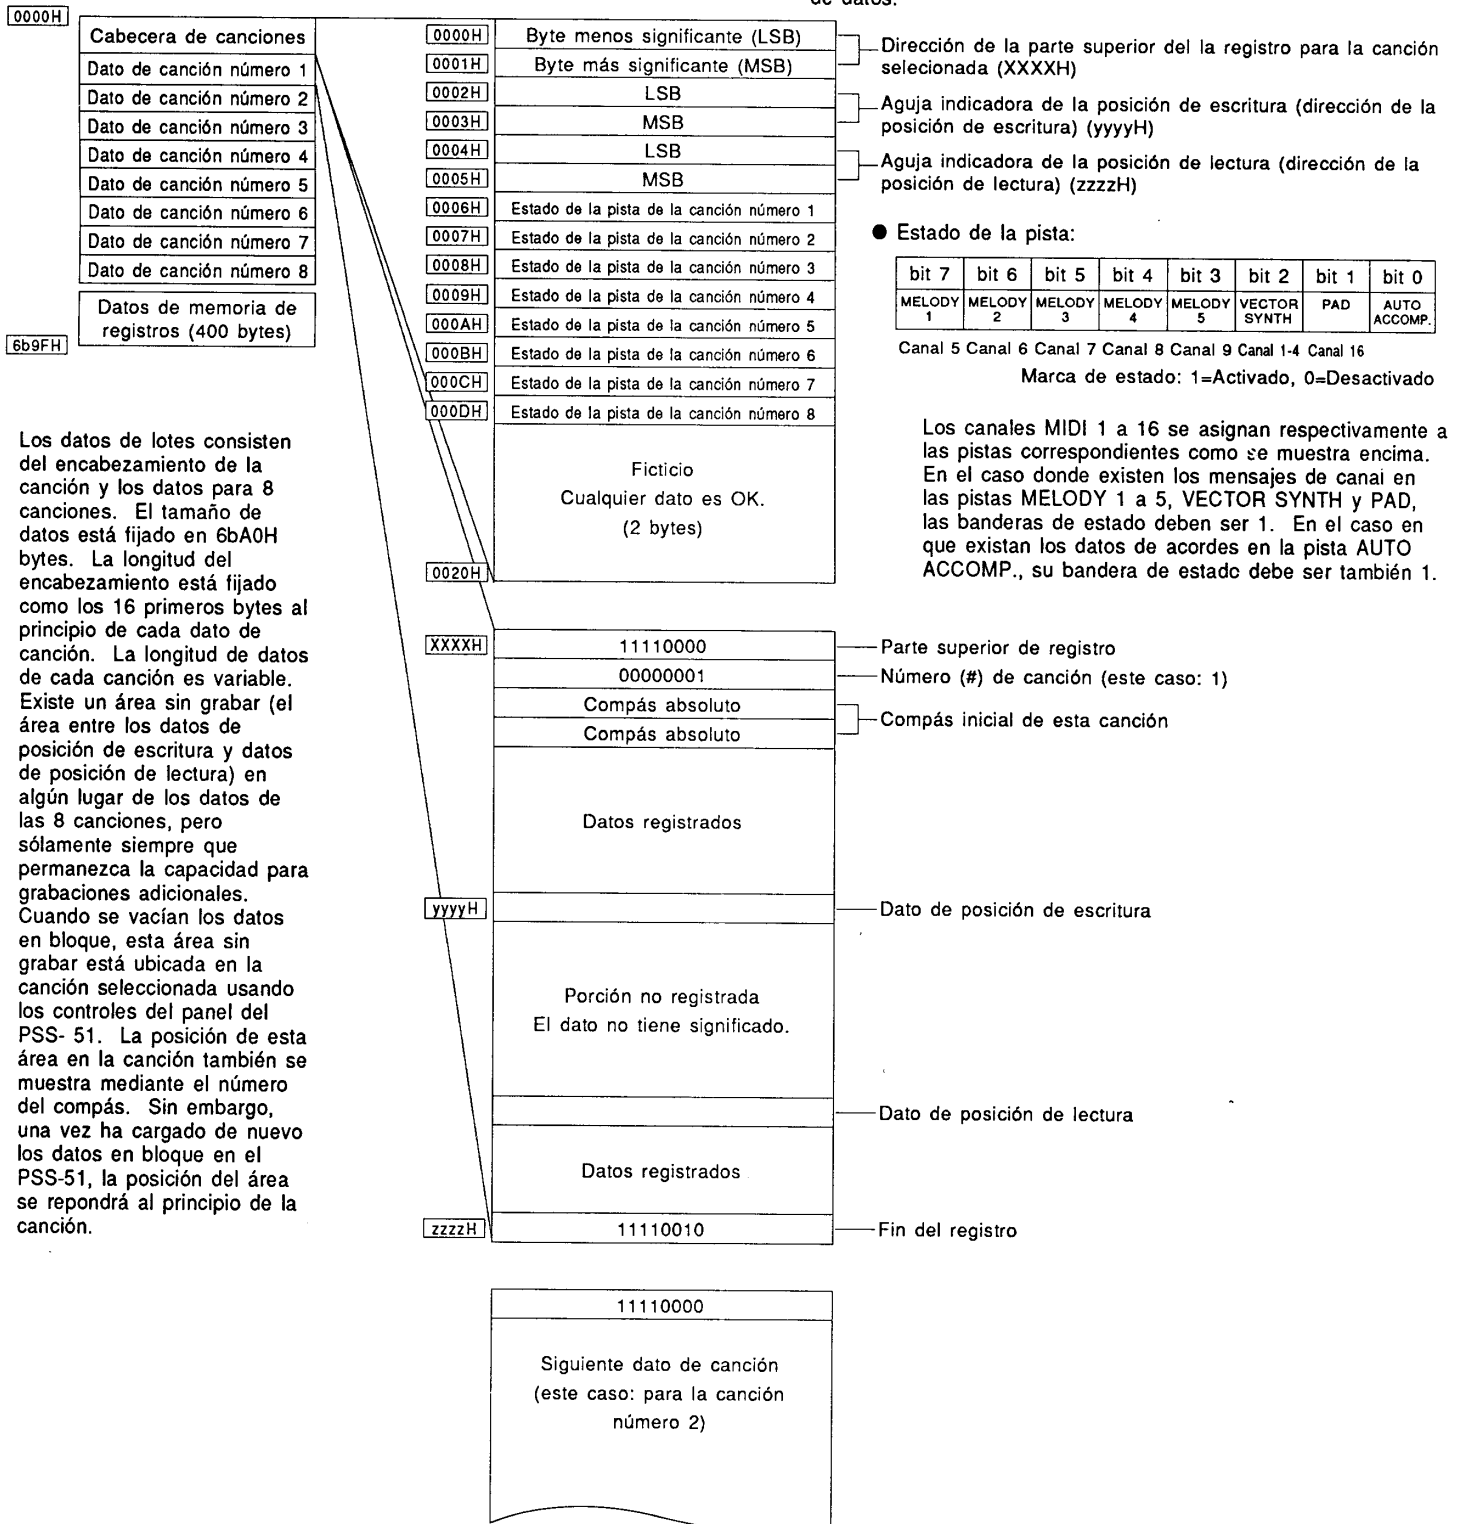 de datos.
0000H
Cabecera de canciones
Dato de canción número 1
Dato de canción número 2
Dato de canción número 3
Dato de canción número 4
Dato de canción número 5
Dato de canción número 6
Dato de canción número 7
Dato de canción número 8
Datos de memoria de
registros (400 bytes)
6b9FH
Los datos de lotes consisten
del encabezamiento de la
canción y los datos para 8
canciones. El tamaño de
datos está fijado en 6bA0H
bytes. La longitud del
encabezamiento está fijado
como los 16 primeros bytes al
principio de cada dato de
canción. La longitud de datos
de cada canción es variable.
Existe un área sin grabar (el
área entre los datos de
posición de escritura y datos
de posición de lectura) en
algún lugar de los datos de
las 8 canciones, pero
sólamente siempre que
permanezca la capacidad para
grabaciones adicionales.
Cuando se vacían los datos
en bloque, esta área sin
grabar está ubicada en la
canción seleccionada usando
los controles del panel del
PSS- 51. La posición de esta
área en la canción también se
muestra mediante el número
del compás. Sin embargo,
una vez ha cargado de nuevo
los datos en bloque en el
PSS-51, la posición del área
se repondrá al principio de la
canción.
0000H Byte menos significante (LSB)
0001H Byte más significante (MSB)
0002H LSB
0003H MSB
0004H LSB
0005H MSB
0006H Estado de la pista de la canción número 1
0007H Estado de la pista de la canción número 2
0008H Estado de la pista de la canción número 3
0009H Estado de la pista de la canción número 4
000AH Estado de la pista de la canción número 5
000BH Estado de la pista de la canción número 6
000CH Estado de la pista de la canción número 7
000DH Estado de la pista de la canción número 8
Ficticio
Cualquier dato es OK.
(2 bytes)
0020H
Dirección de la parte superior del la registro para la canción
selecionada (XXXXH)
Aguja indicadora de la posición de escritura (dirección de la
posición de escritura) (yyyyH)
Aguja indicadora de la posición de lectura (dirección de la
posición de lectura) (zzzzH)
● Estado de la pista:
bit 7 bit 6 bit 5 bit 4 bit 3 bit 2 bit 1 bit 0
MELODY MELODY MELODY MELODY MELODY VECTOR PAD AUTO
1 2 3 4 5 SYNTH ACCOMP.
Canal 5 Canal 6 Canal 7 Canal 8 Canal 9 Canal 1-4 Canal 16
Marca de estado: 1=Activado, 0=Desactivado
Los canales MIDI 1 a 16 se asignan respectivamente a
las pistas correspondientes como se muestra encima.
En el caso donde existen los mensajes de canal en
las pistas MELODY 1 a 5, VECTOR SYNTH y PAD,
las banderas de estado deben ser 1. En el caso en
que existan los datos de acordes en la pista AUTO
ACCOMP., su bandera de estado debe ser también 1.
XXXXH 11110000 Parte superior de registro
00000001 Número (#) de canción (este caso: 1)
Compás absoluto
Compás absoluto
Compás inicial de esta canción
Datos registrados
yyyyH Dato de posición de escritura
Porción no registrada
El dato no tiene significado.
Dato de posición de lectura
Datos registrados
zzzzH 11110010 Fin del registro
11110000
Siguiente dato de canción
(este caso: para la canción
número 2)